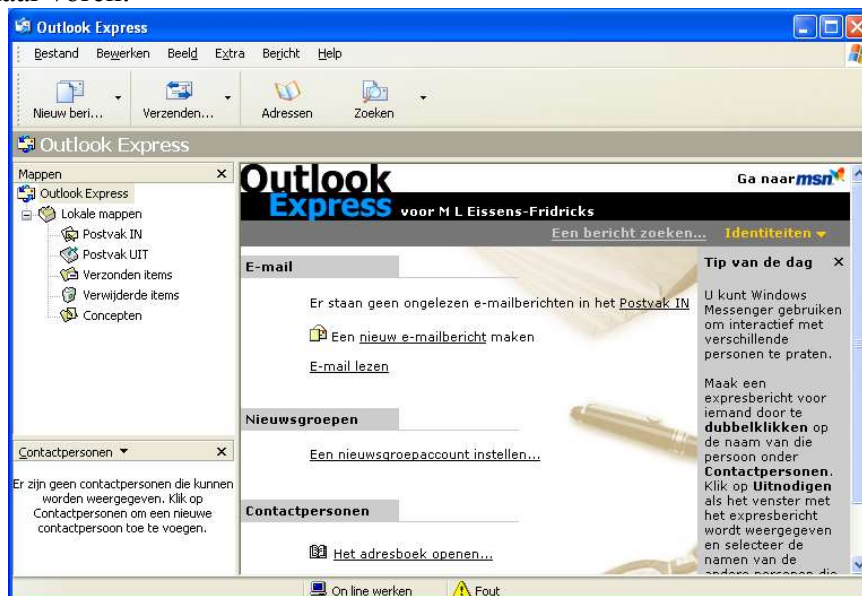 Outlook Express
Bestand Bewerken Beeld Extra Bericht Help
Nieuw beri... Verzenden... Adressen Zoeken
Outlook Express
Mappen
Outlook Express
Lokale mappen
Postvak IN
Postvak UIT
Verzonden items
Verwijderde items
Concepten
Contactpersonen
Er zijn geen contactpersonen die kunnen
worden weergegeven. Klik op
Contactpersonen om een nieuwe
contactpersoon toe te voegen.
Outlook
Express voor M L Eissens-Fridricks
Ga naar msn
Een bericht zoeken... Identiteiten
E-mail
Er staan geen ongelezen e-mailberichten in het Postvak IN
Een nieuw e-mailbericht maken
E-mail lezen
Nieuwsgroepen
Een nieuwsgroepaccount instellen...
Contactpersonen
Het adresboek openen...
Tip van de dag
U kunt Windows
Messenger gebruiken
om interactief met
verschillende
personen te praten.
Maak een
expresbericht voor
iemand door te
dubbelklikken op
de naam van die
persoon onder
Contactpersonen.
Klik op Uitnodigen
als het venster met
het expresbericht
wordt weergegeven
en selecteer de
namen van de
andere personen die
On line werken Fout